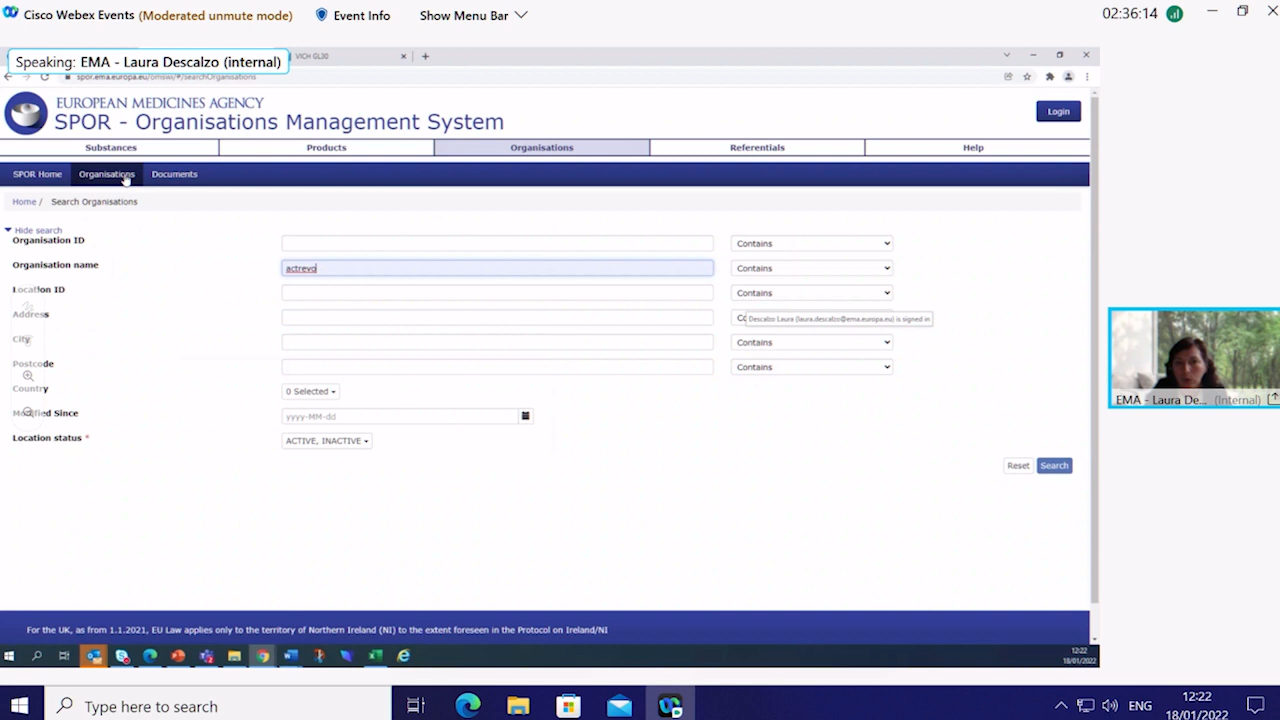 Cisco Webex Events (Moderated unmute mode) Event Info Show Menu Bar 02:36:14
Speaking: EMA - Laura Descalzo (internal) VICH GL30
spor.ema.europa.eu/omswi/#/searchOrganisations
EUROPEAN MEDICINES AGENCY
SPOR - Organisations Management System
Login
Substances Products Organisations Referentials Help
SPOR Home Organisations Documents
Home / Search Organisations
Hide search
Organisation ID Contains
Organisation name actrevo Contains
Location ID Contains
Address Co Descalzo Laura (laura.descalzo@ema.europa.eu) is signed in
City Contains
Postcode Contains
Country 0 Selected
Modified Since yyyy-MM-dd
Location status * ACTIVE, INACTIVE
Reset Search
EMA - Laura De... (Internal)
For the UK, as from 1.1.2021, EU Law applies only to the territory of Northern Ireland (NI) to the extent foreseen in the Protocol on Ireland/NI
12:22
18/01/2022
Type here to search ENG 12:22
18/01/2022